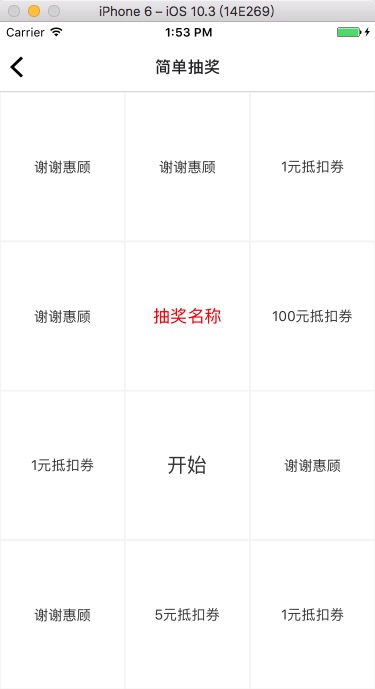 iPhone 6 – iOS 10.3 (14E269)
Carrier 1:53 PM
简单抽奖
谢谢惠顾 谢谢惠顾 1元抵扣券
谢谢惠顾 抽奖名称 100元抵扣券
1元抵扣券 开始 谢谢惠顾
谢谢惠顾 5元抵扣券 1元抵扣券